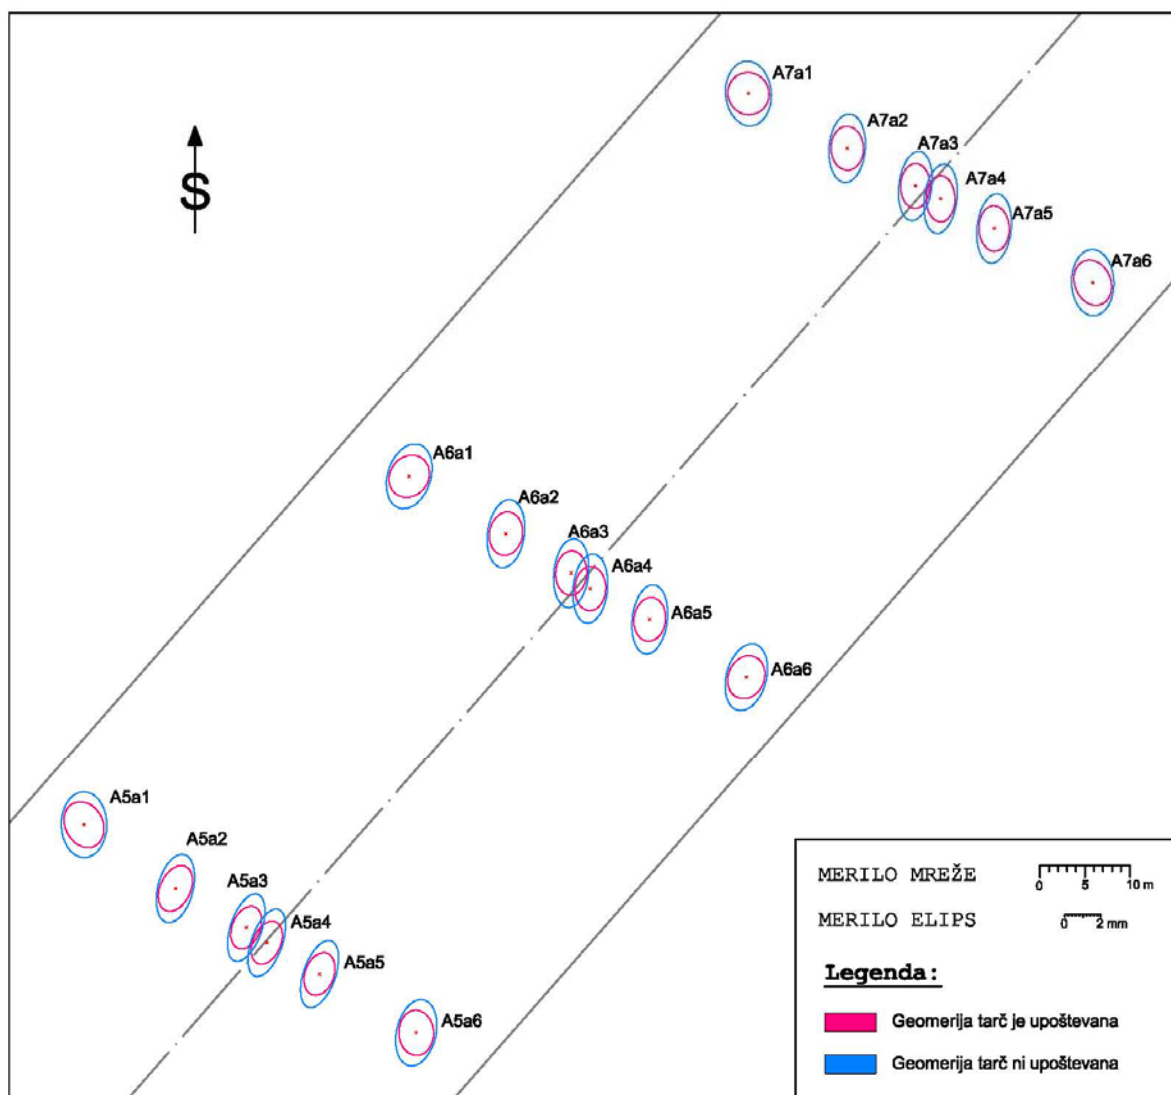 A7a1
A7a2
A7a3
A7a4
A7a5
A7a6
S
A6a1
A6a2
A6a3
A6a4
A6a5
A6a6
A5a1
A5a2
A5a3
A5a4
A5a5
A5a6
MERILO MREŽE
0 5 10 m
MERILO ELIPS
0 2 mm
Legenda:
Geomerija tarč je upoštevana
Geomerija tarč ni upoštevana